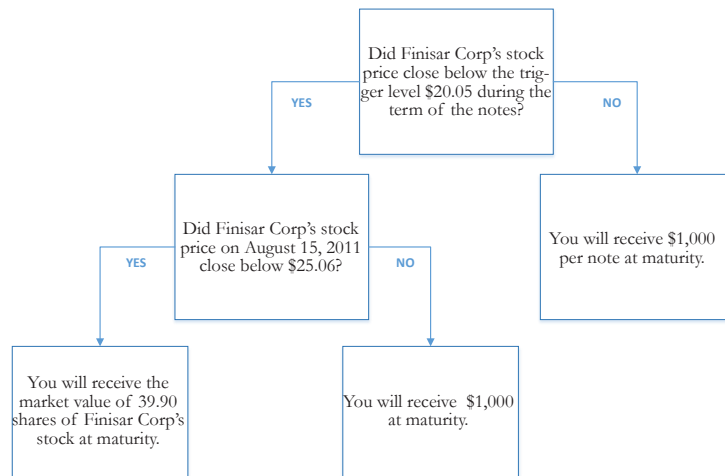 Did Finisar Corp's stock
price close below the trig-
ger level $20.05 during the
term of the notes?
YES
NO
Did Finisar Corp's stock
price on August 15, 2011
close below $25.06?
You will receive $1,000
per note at maturity.
YES
NO
You will receive the
market value of 39.90
shares of Finisar Corp's
stock at maturity.
You will receive $1,000
at maturity.